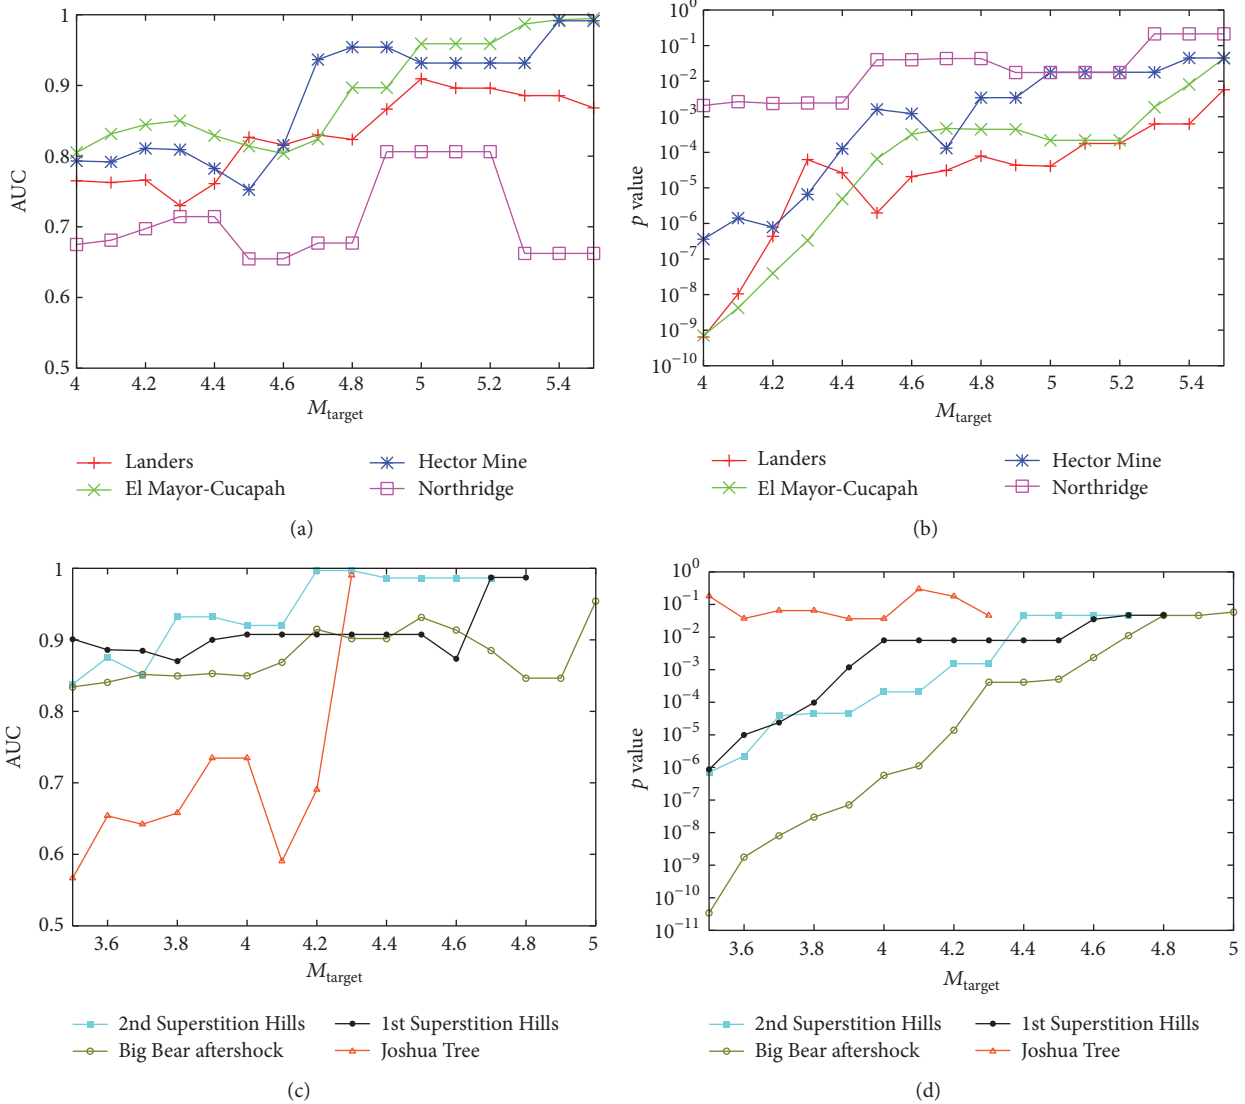 1
0.9
0.8
0.7
0.6
0.5
AUC
4 4.2 4.4 4.6 4.8 5 5.2 5.4
M_target
Landers
El Mayor-Cucapah
Hector Mine
Northridge
(a)
10^0
10^−1
10^−2
10^−3
10^−4
10^−5
10^−6
10^−7
10^−8
10^−9
10^−10
p value
4 4.2 4.4 4.6 4.8 5 5.2 5.4
M_target
Landers
El Mayor-Cucapah
Hector Mine
Northridge
(b)
1
0.9
0.8
0.7
0.6
0.5
AUC
3.6 3.8 4 4.2 4.4 4.6 4.8 5
M_target
2nd Superstition Hills
Big Bear aftershock
1st Superstition Hills
Joshua Tree
(c)
10^0
10^−1
10^−2
10^−3
10^−4
10^−5
10^−6
10^−7
10^−8
10^−9
10^−10
10^−11
p value
3.6 3.8 4 4.2 4.4 4.6 4.8 5
M_target
2nd Superstition Hills
Big Bear aftershock
1st Superstition Hills
Joshua Tree
(d)